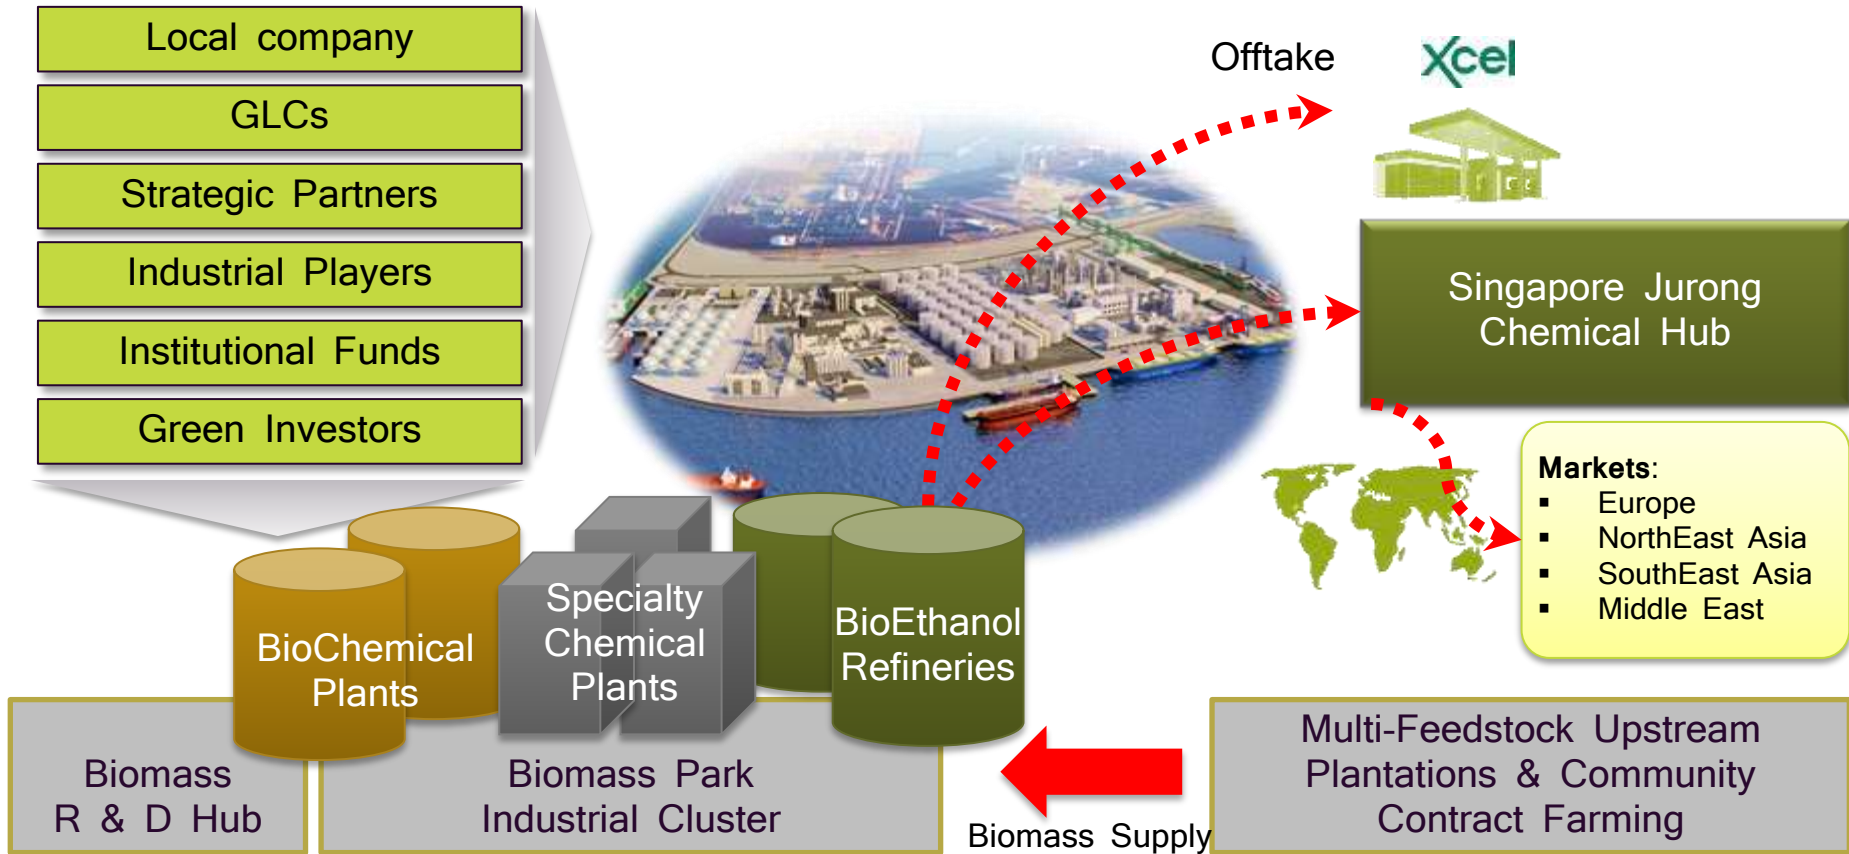 Local company
GLCs
Strategic Partners
Industrial Players
Institutional Funds
Green Investors
Offtake
Xcel
Singapore Jurong
Chemical Hub
Markets:
▪ Europe
▪ NorthEast Asia
▪ SouthEast Asia
▪ Middle East
BioChemical
Plants
Specialty
Chemical
Plants
BioEthanol
Refineries
Biomass
R & D Hub
Biomass Park
Industrial Cluster
Biomass Supply
Multi-Feedstock Upstream
Plantations & Community
Contract Farming